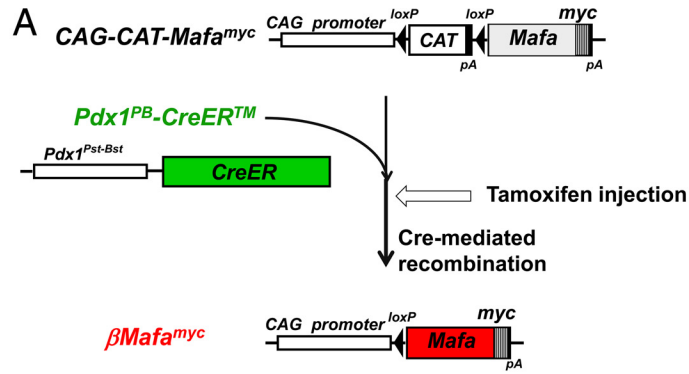 A
CAG-CAT-Mafa^myc
CAG promoter loxP loxP myc
CAT Mafa
pA pA
Pdx1^PB-CreER^TM
Pdx1^Pst-Bst
CreER
Tamoxifen injection
Cre-mediated
recombination
βMafa^myc
CAG promoter loxP myc
Mafa
pA